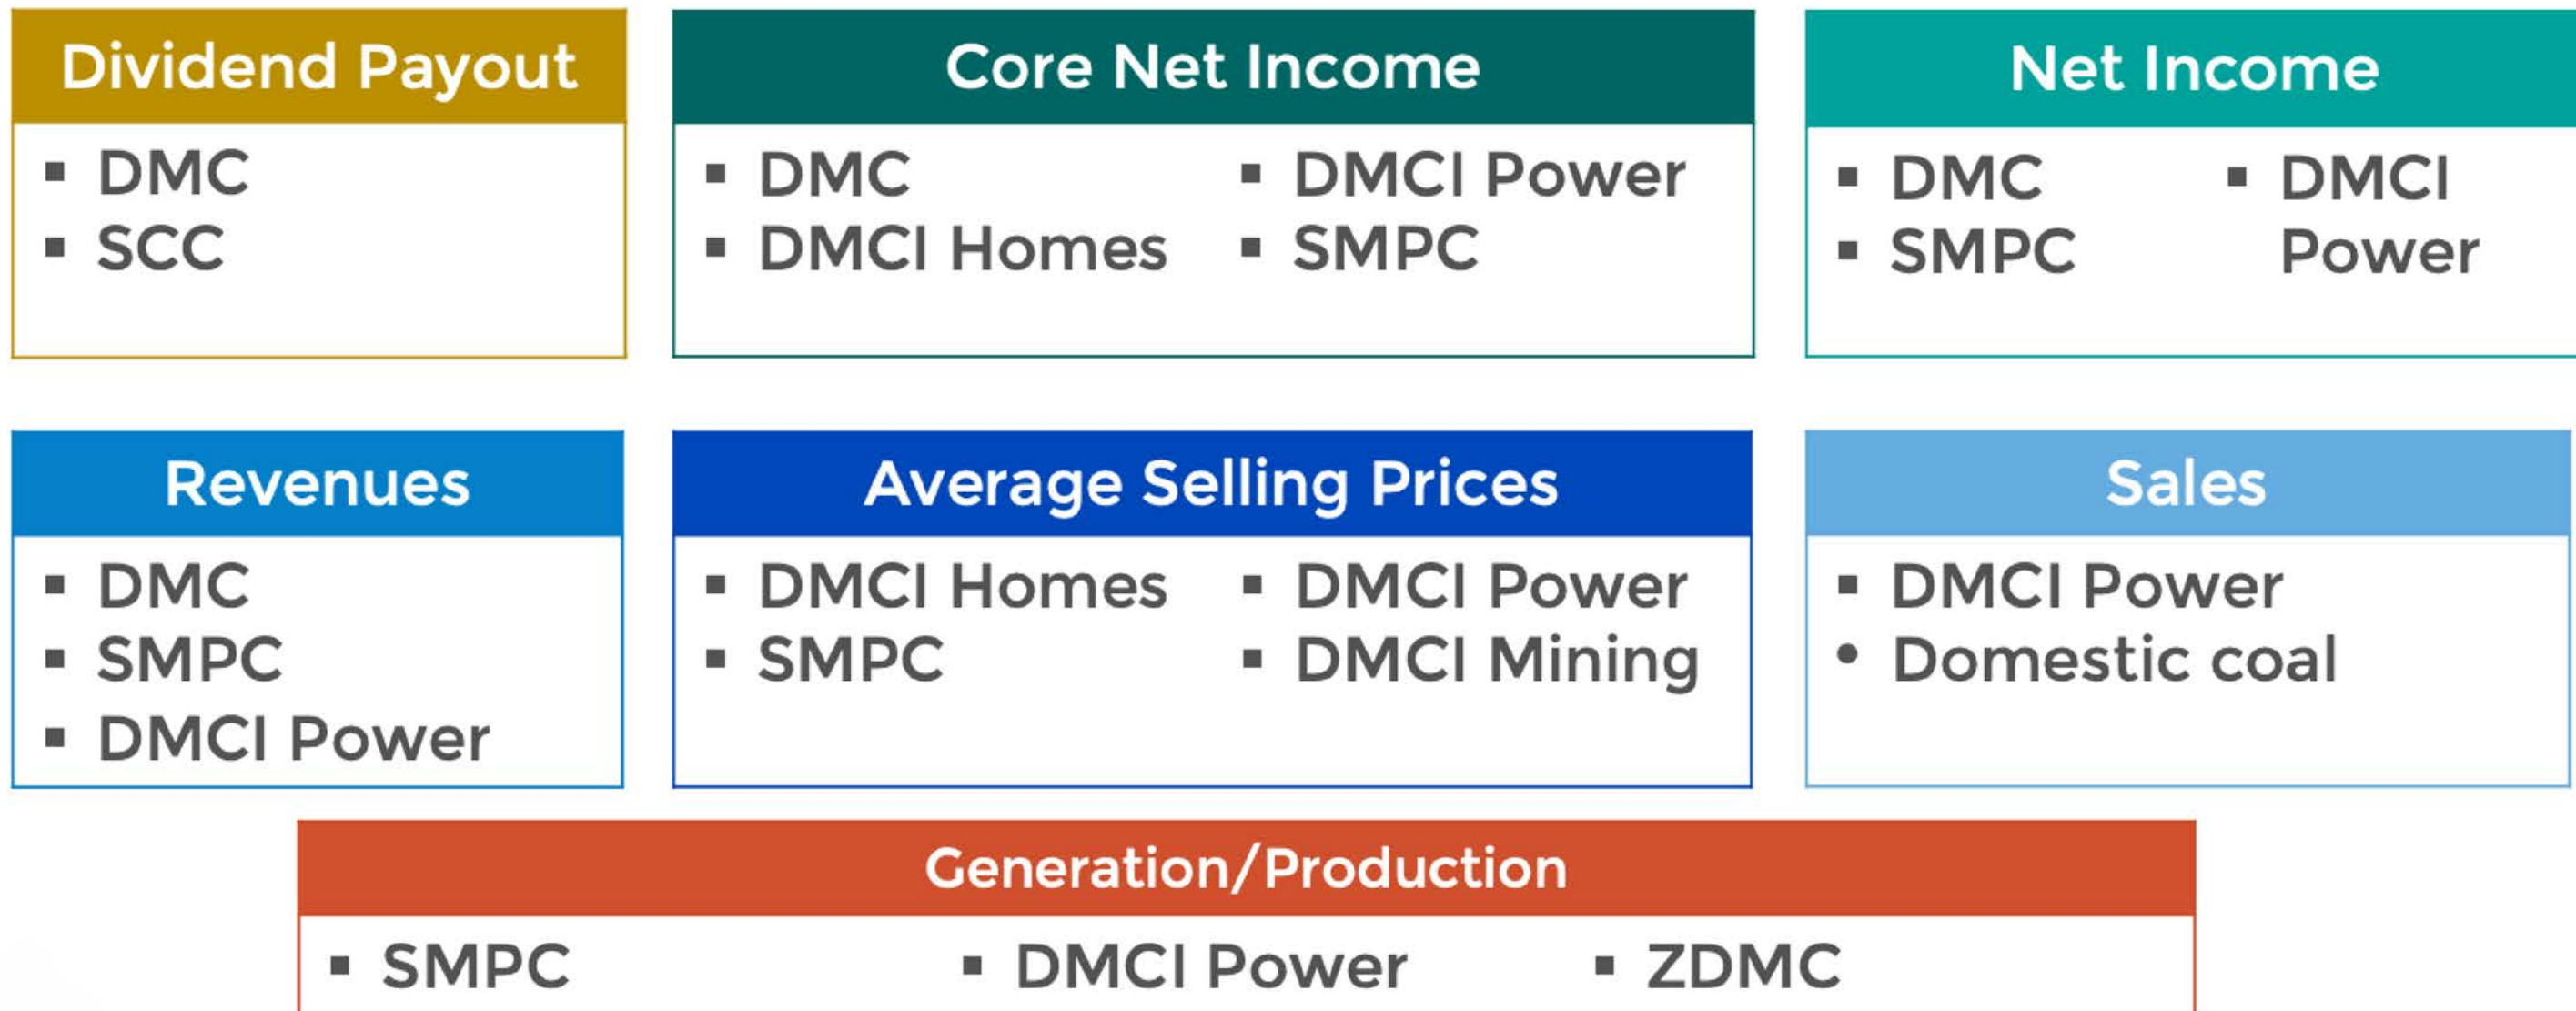 Dividend Payout
▪ DMC
▪ SCC
Core Net Income
▪ DMC
▪ DMCI Homes
▪ DMCI Power
▪ SMPC
Net Income
▪ DMC
▪ SMPC
▪ DMCI
Power
Revenues
▪ DMC
▪ SMPC
▪ DMCI Power
Average Selling Prices
▪ DMCI Homes
▪ SMPC
▪ DMCI Power
▪ DMCI Mining
Sales
▪ DMCI Power
• Domestic coal
Generation/Production
▪ SMPC
▪ DMCI Power
▪ ZDMC